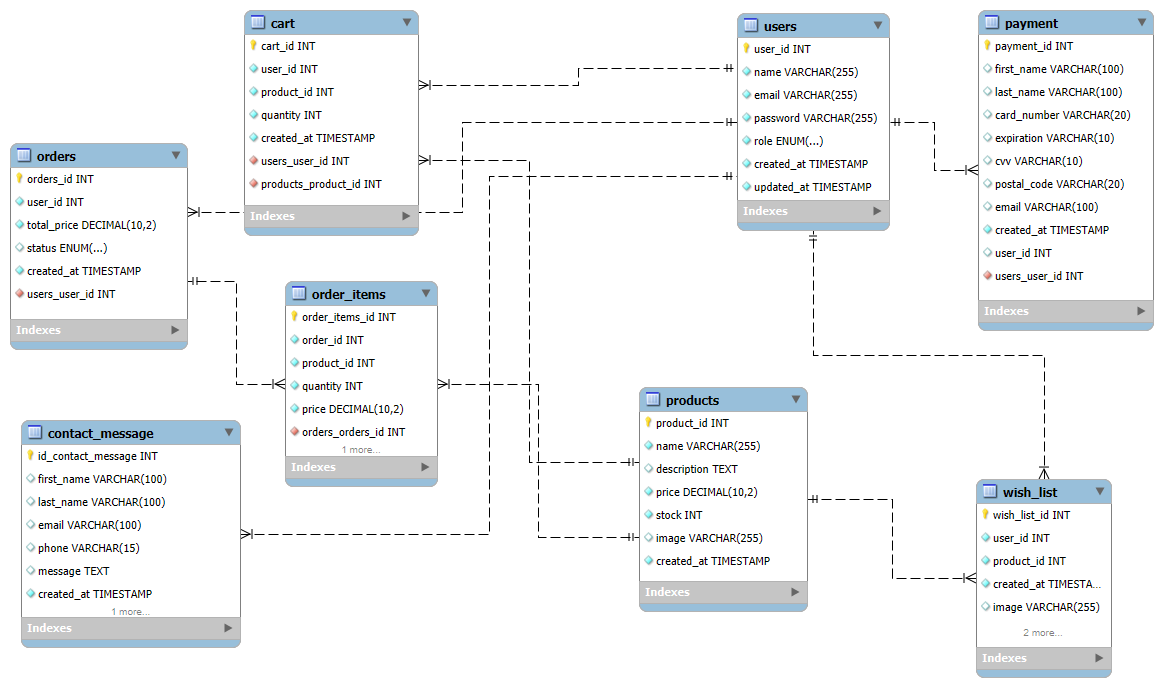 cart
cart_id INT
user_id INT
product_id INT
quantity INT
created_at TIMESTAMP
users_user_id INT
products_product_id INT
Indexes
users
user_id INT
name VARCHAR(255)
email VARCHAR(255)
password VARCHAR(255)
role ENUM(...)
created_at TIMESTAMP
updated_at TIMESTAMP
Indexes
payment
payment_id INT
first_name VARCHAR(100)
last_name VARCHAR(100)
card_number VARCHAR(20)
expiration VARCHAR(10)
cvv VARCHAR(10)
postal_code VARCHAR(20)
email VARCHAR(100)
created_at TIMESTAMP
user_id INT
users_user_id INT
Indexes
orders
orders_id INT
user_id INT
total_price DECIMAL(10,2)
status ENUM(...)
created_at TIMESTAMP
users_user_id INT
Indexes
order_items
order_items_id INT
order_id INT
product_id INT
quantity INT
price DECIMAL(10,2)
orders_orders_id INT
1 more...
Indexes
contact_message
id_contact_message INT
first_name VARCHAR(100)
last_name VARCHAR(100)
email VARCHAR(100)
phone VARCHAR(15)
message TEXT
created_at TIMESTAMP
1 more...
Indexes
products
product_id INT
name VARCHAR(255)
description TEXT
price DECIMAL(10,2)
stock INT
image VARCHAR(255)
created_at TIMESTAMP
Indexes
wish_list
wish_list_id INT
user_id INT
product_id INT
created_at TIMESTA...
image VARCHAR(255)
2 more...
Indexes